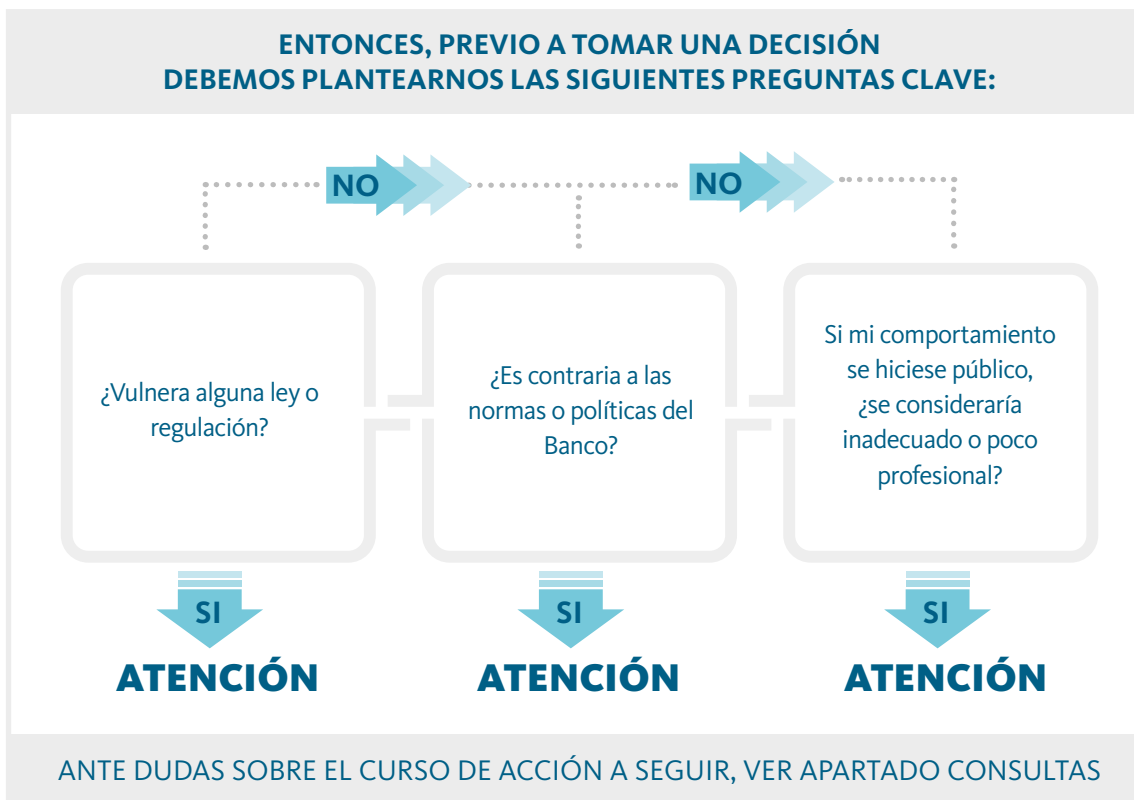 ENTONCES, PREVIO A TOMAR UNA DECISIÓN
DEBEMOS PLANTEARNOS LAS SIGUIENTES PREGUNTAS CLAVE:
NO
NO
¿Vulnera alguna ley o
regulación?
¿Es contraria a las
normas o políticas del
Banco?
Si mi comportamiento
se hiciese público,
¿se consideraría
inadecuado o poco
profesional?
SI
SI
SI
ATENCIÓN
ATENCIÓN
ATENCIÓN
ANTE DUDAS SOBRE EL CURSO DE ACCIÓN A SEGUIR, VER APARTADO CONSULTAS